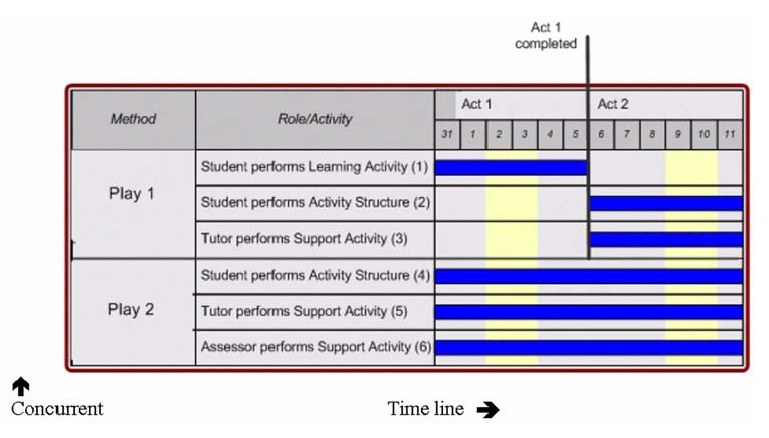 Act 1
completed
Method
Role/Activity
Act 1
Act 2
31 1 2 3 4 5 6 7 8 9 10 11
Play 1
Student performs Learning Activity (1)
Student performs Activity Structure (2)
Tutor performs Support Activity (3)
Play 2
Student performs Activity Structure (4)
Tutor performs Support Activity (5)
Assessor performs Support Activity (6)
Concurrent
Time line